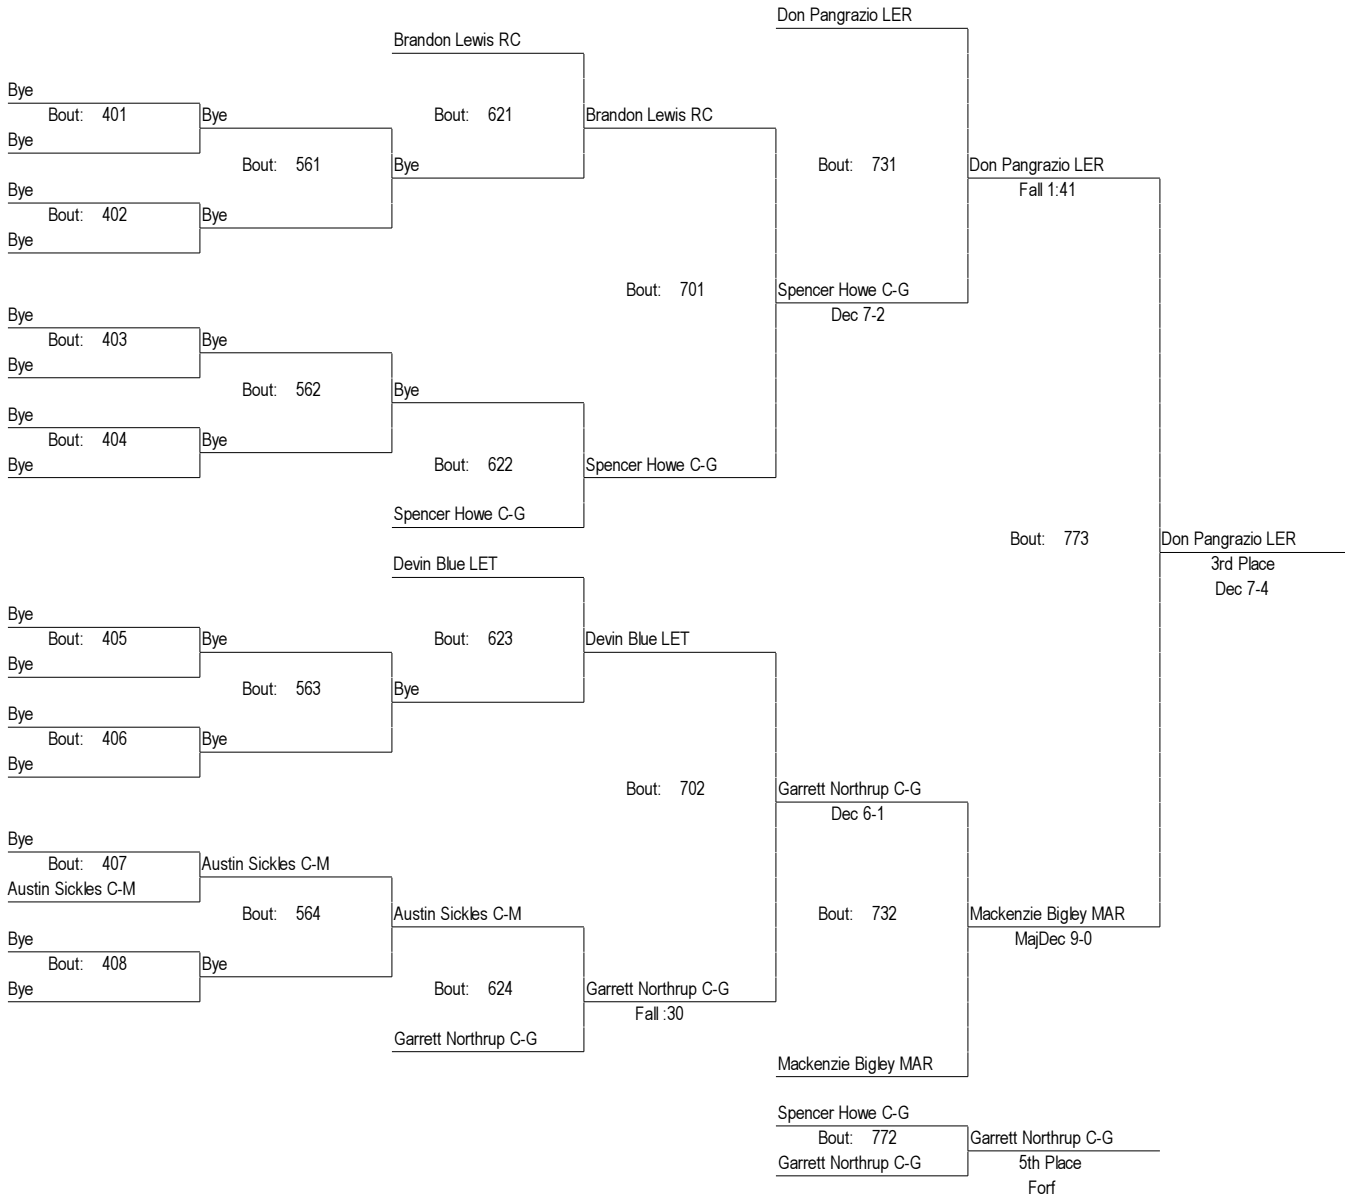 Don Pangrazio LER
Brandon Lewis RC
Bye
Bout: 401
Bye
Bout: 621
Brandon Lewis RC
Bye
Bout: 561
Bye
Bout: 731
Don Pangrazio LER
Fall 1:41
Bye
Bout: 402
Bye
Bye
Bout: 701
Spencer Howe C-G
Dec 7-2
Bye
Bout: 403
Bye
Bye
Bout: 562
Bye
Bye
Bout: 404
Bye
Bye
Bout: 622
Spencer Howe C-G
Spencer Howe C-G
Bout: 773
Don Pangrazio LER
3rd Place
Dec 7-4
Devin Blue LET
Bye
Bout: 405
Bye
Bout: 623
Devin Blue LET
Bye
Bout: 563
Bye
Bye
Bout: 406
Bye
Bye
Bout: 702
Garrett Northrup C-G
Dec 6-1
Bye
Bout: 407
Austin Sickles C-M
Austin Sickles C-M
Bout: 564
Austin Sickles C-M
Bout: 732
Mackenzie Bigley MAR
MajDec 9-0
Bye
Bout: 408
Bye
Bye
Bout: 624
Garrett Northrup C-G
Fall :30
Garrett Northrup C-G
Mackenzie Bigley MAR
Spencer Howe C-G
Bout: 772
Garrett Northrup C-G
Garrett Northrup C-G
5th Place
Forf